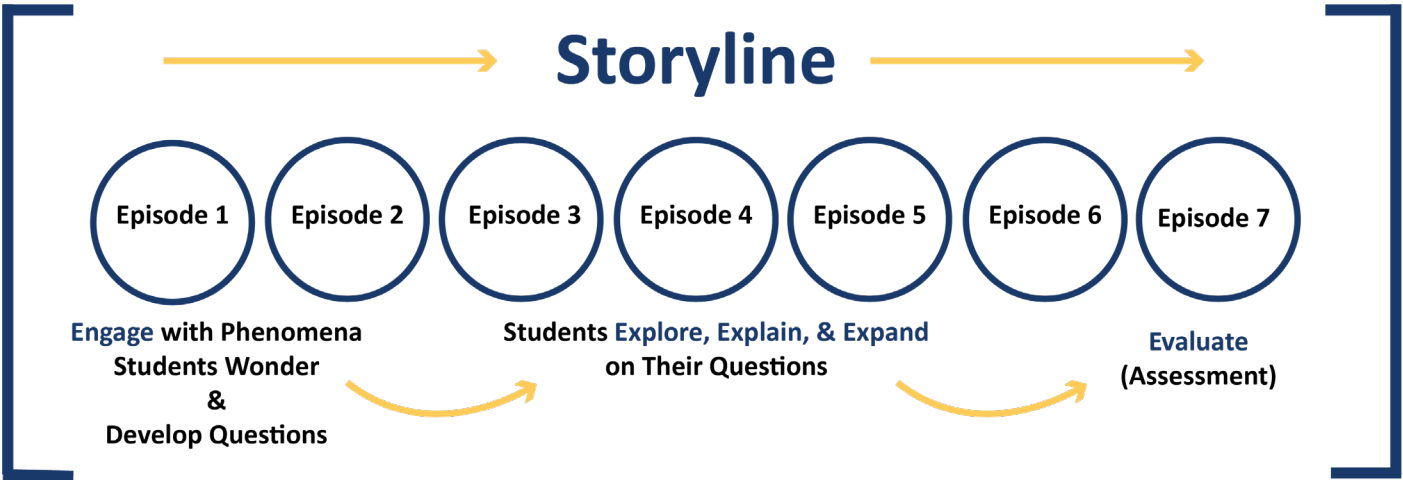 Storyline
Episode 1
Episode 2
Episode 3
Episode 4
Episode 5
Episode 6
Episode 7
Engage with Phenomena
Students Wonder
&
Develop Questions
Students Explore, Explain, & Expand
on Their Questions
Evaluate
(Assessment)